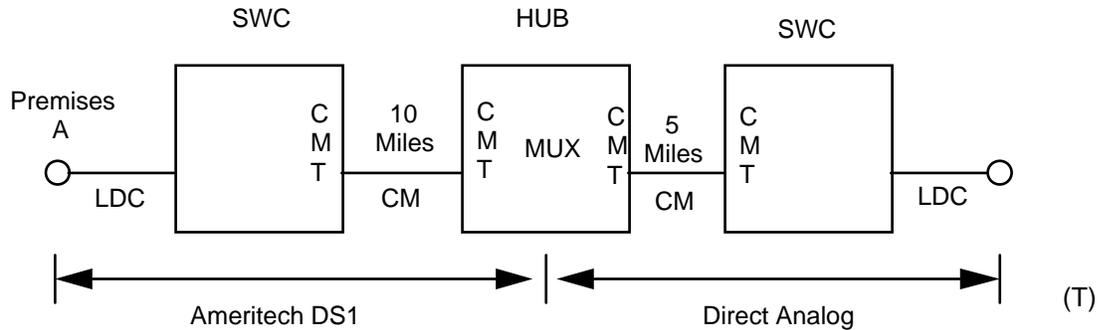 SWC
HUB
SWC
Premises
A
LDC
C
M
T
10
Miles
CM
C
M
T
MUX
C
M
T
5
Miles
CM
C
M
T
LDC
Ameritech DS1
Direct Analog
(T)